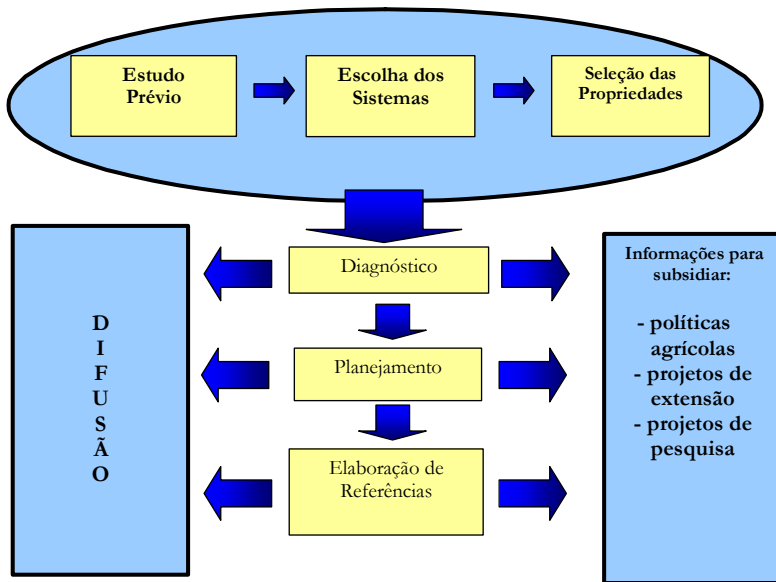 Estudo
Prévio
Escolha dos
Sistemas
Seleção das
Propriedades
Diagnóstico
Planejamento
Elaboração de
Referências
D
I
F
U
S
Ã
O
Informações para
subsidiar:
- políticas
agrícolas
- projetos de
extensão
- projetos de
pesquisa